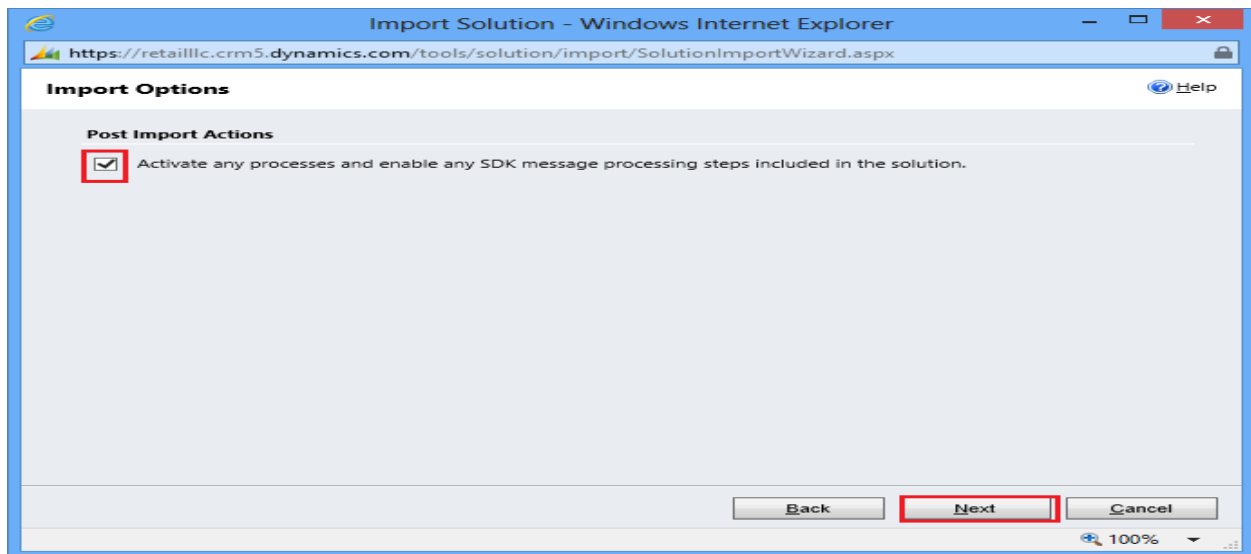 Import Solution - Windows Internet Explorer
https://retailllc.crm5.dynamics.com/tools/solution/import/SolutionImportWizard.aspx
Import Options
Help
Post Import Actions
Activate any processes and enable any SDK message processing steps included in the solution.
Back Next Cancel
100%